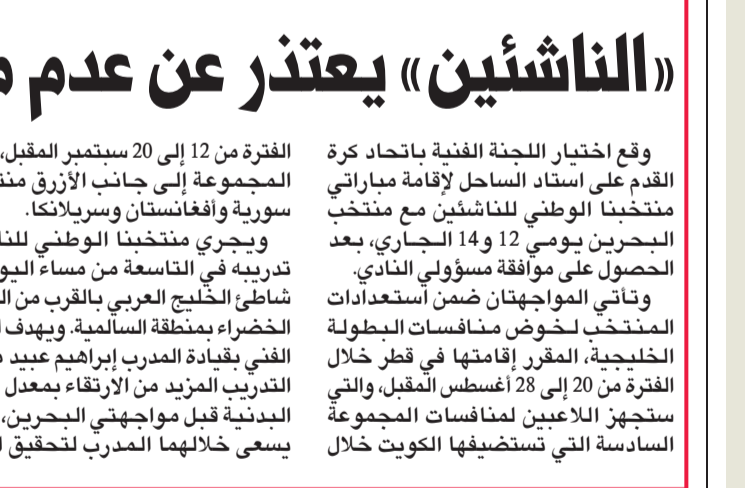 «الناشئين» يعتذر عن عدم
وقع اختيار اللجنة الفنية باتحاد كرة
القدم على استاد الساحل لإقامة مباراتي
منتخبنا الوطني للناشئين مع منتخب
البحرين يومي 12 و14 الجاري، بعد
الحصول على موافقة مسؤولي النادي.
وتأتي المواجهتان ضمن استعدادات
المنتخب لخوض منافسات البطولة
الخليجية، المقرر إقامتها في قطر خلال
الفترة من 20 إلى 28 أغسطس المقبل، والتي
ستجهز اللاعبين لمنافسات المجموعة
السادسة التي تستضيفها الكويت خلال
الفترة من 12 إلى 20 سبتمبر المقبل،
المجموعة إلى جانب الأزرق
سورية وأفغانستان وسريلانكا.
ويجري منتخبنا الوطني
تدريبه في التاسعة من مساء
شاطئ الخليج العربي بالقرب من
الخضراء بمنطقة السالمية. ويهدف
الفني بقيادة المدرب إبراهيم عبيد
التدريب المزيد من الارتقاء بمعدل
البدنية قبل مواجهتي البحرين،
يسعى خلالهما المدرب لتحقيق